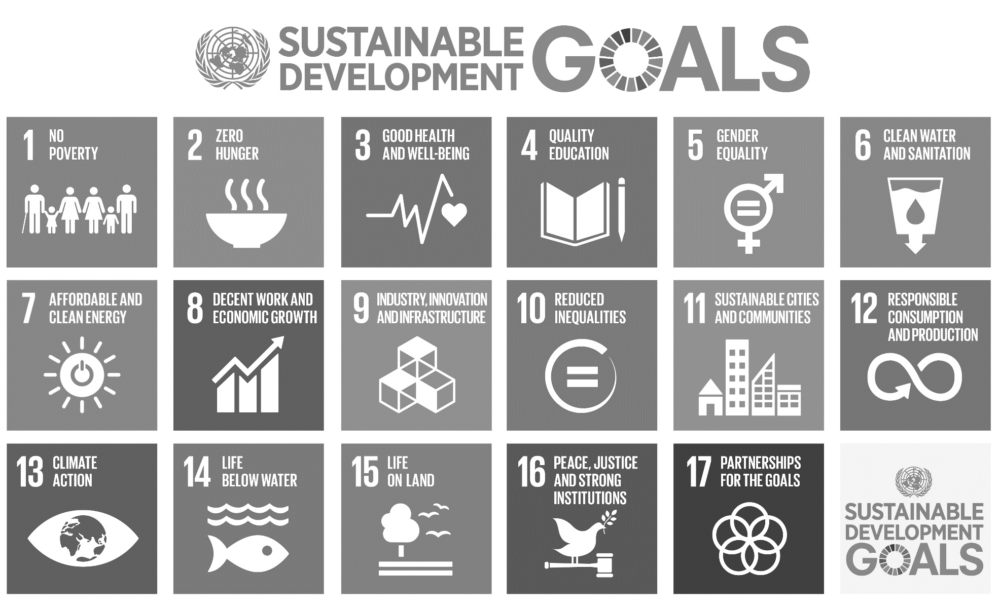 SUSTAINABLE
DEVELOPMENT
GOALS
1 NO
POVERTY
2 ZERO
HUNGER
3 GOOD HEALTH
AND WELL-BEING
4 QUALITY
EDUCATION
5 GENDER
EQUALITY
6 CLEAN WATER
AND SANITATION
7 AFFORDABLE AND
CLEAN ENERGY
8 DECENT WORK AND
ECONOMIC GROWTH
9 INDUSTRY, INNOVATION
AND INFRASTRUCTURE
10 REDUCED
INEQUALITIES
11 SUSTAINABLE CITIES
AND COMMUNITIES
12 RESPONSIBLE
CONSUMPTION
AND PRODUCTION
13 CLIMATE
ACTION
14 LIFE
BELOW WATER
15 LIFE
ON LAND
16 PEACE, JUSTICE
AND STRONG
INSTITUTIONS
17 PARTNERSHIPS
FOR THE GOALS
SUSTAINABLE
DEVELOPMENT
GOALS